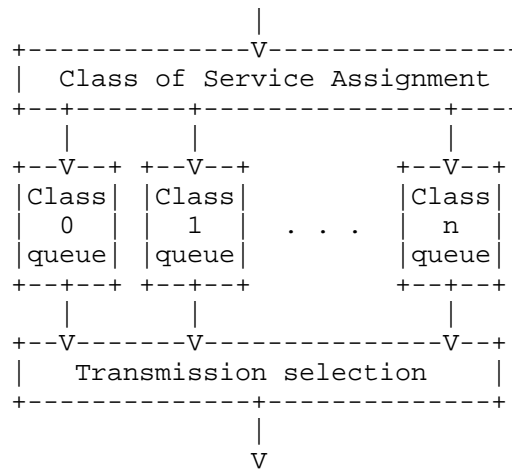 Class of Service Assignment
Class Class Class
0 1 . . . n
queue queue queue
Transmission selection